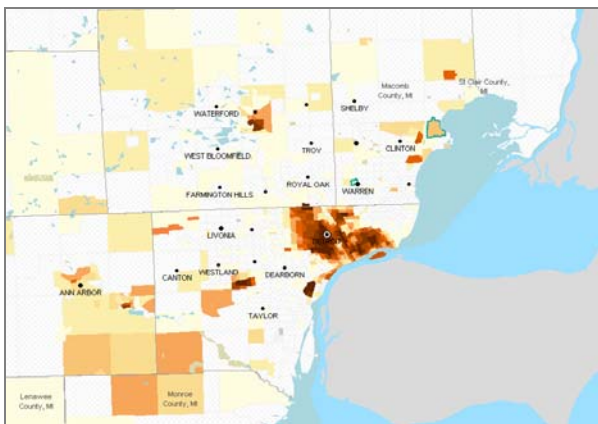 Macomb
County, MI
St Clair County,
MI
SHELBY
WATERFORD
WEST BLOOMFIELD
TROY
CLINTON
FARMINGTON HILLS
ROYAL OAK
WARREN
LIVONIA
CANTON
WESTLAND
DEARBORN
ANN ARBOR
TAYLOR
Lenawee
County, MI
Monroe
County, MI